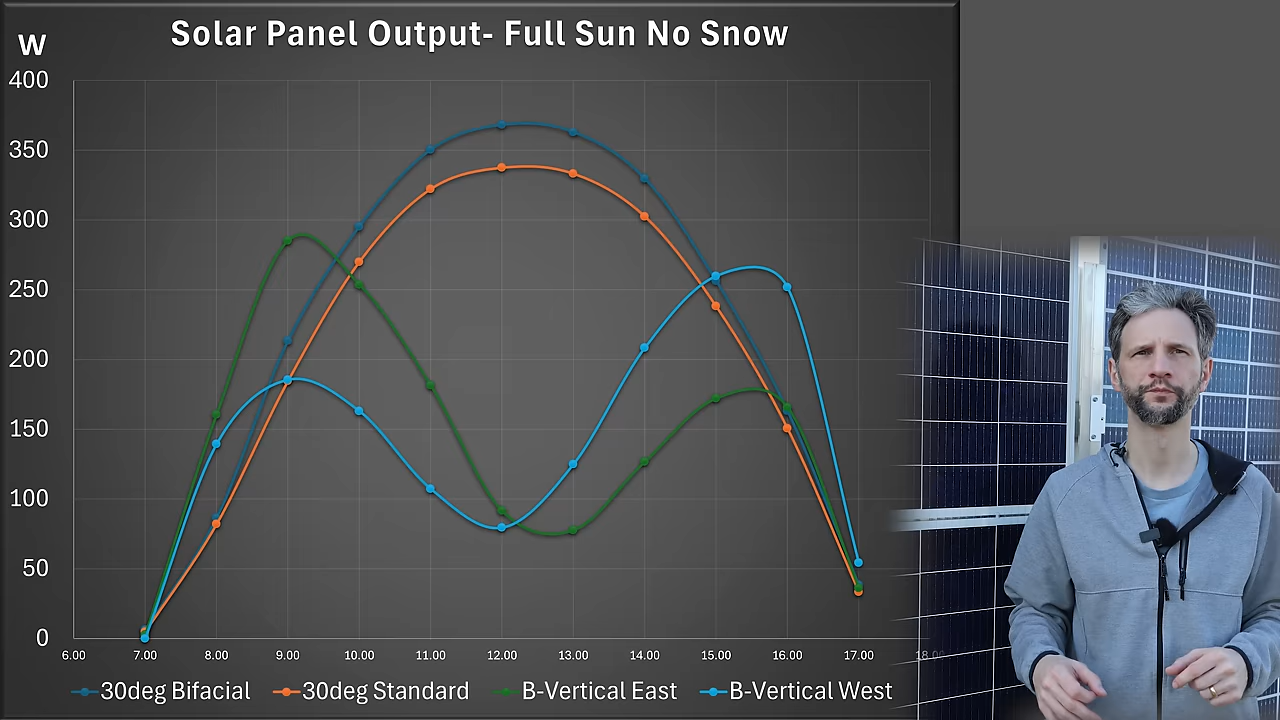 Solar Panel Output- Full Sun No Snow
W
400
350
300
250
200
150
100
50
0
6.00 7.00 8.00 9.00 10.00 11.00 12.00 13.00 14.00 15.00 16.00 17.00 18.00
30deg Bifacial 30deg Standard B-Vertical East B-Vertical West